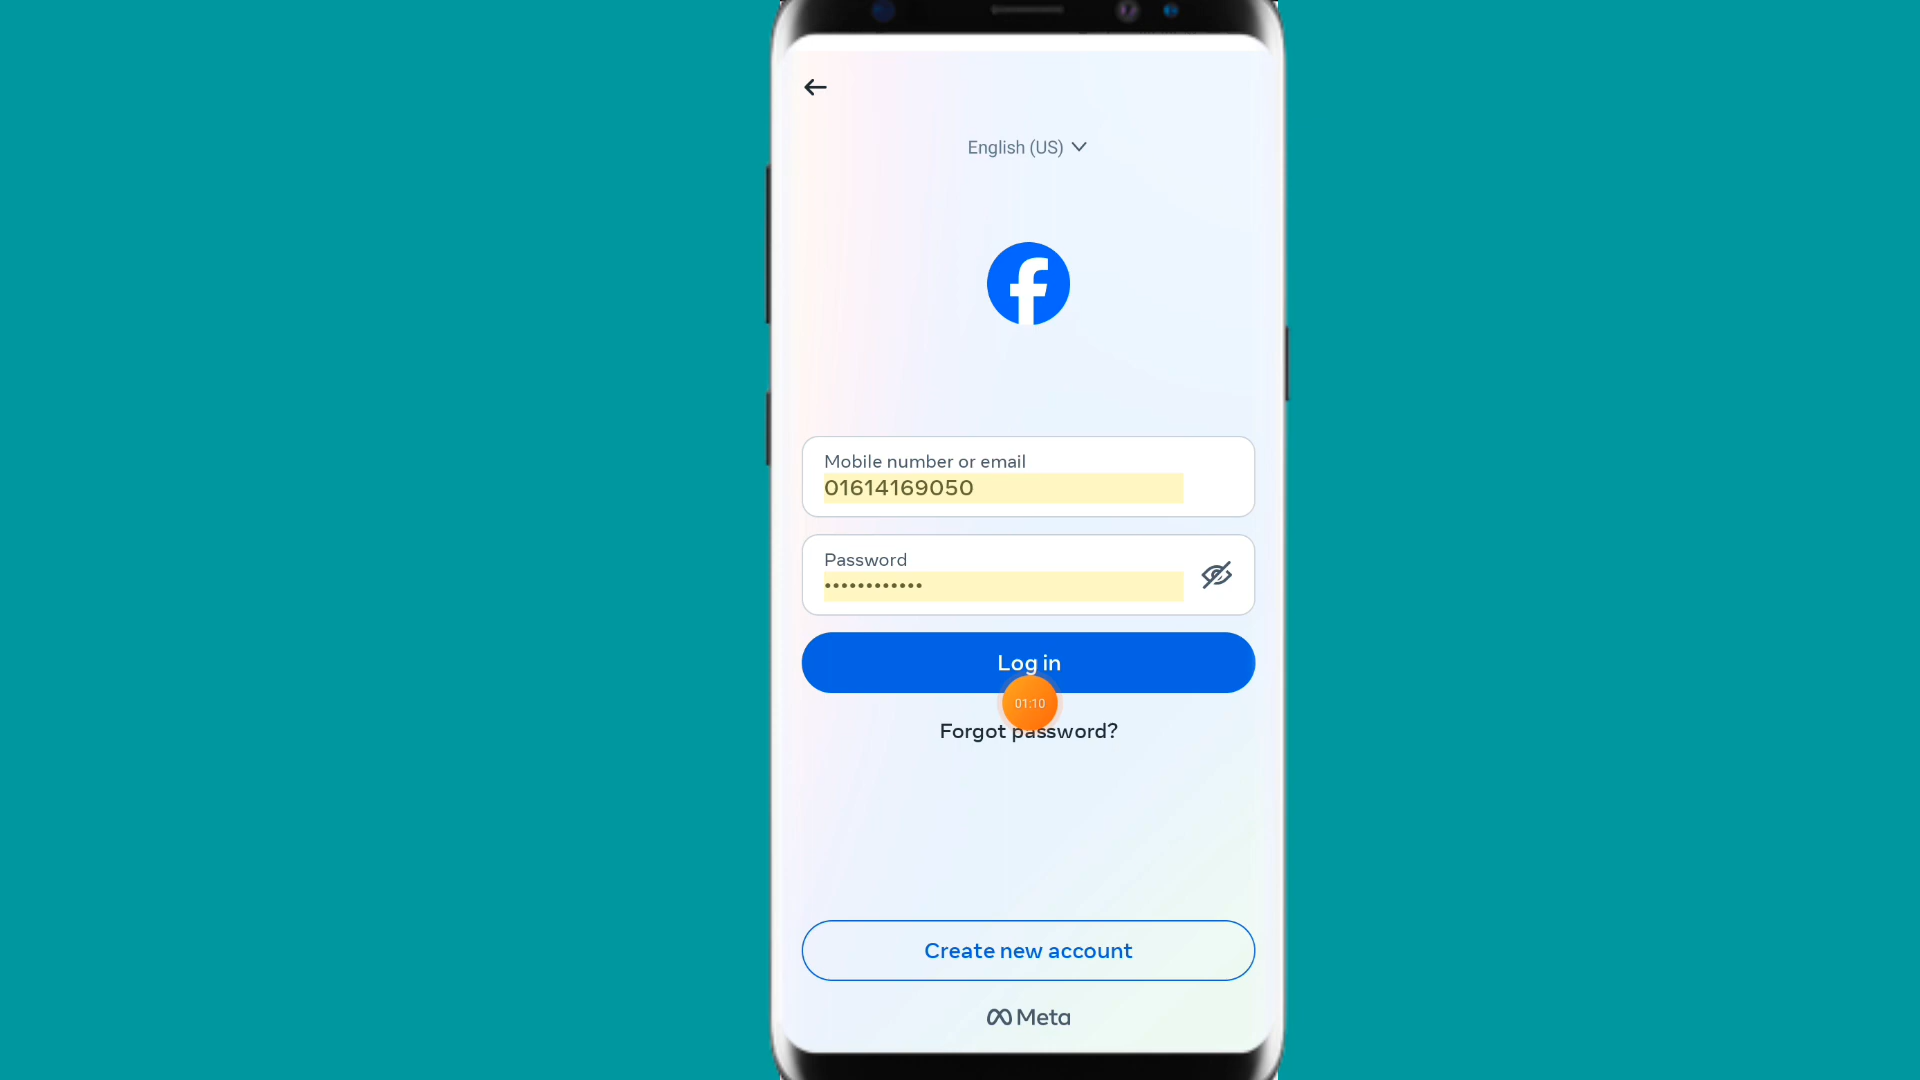 English (US)
Mobile number or email
01614169050
Password
••••••••••••
Log in
01:10
Forgot password?
Create new account
Meta